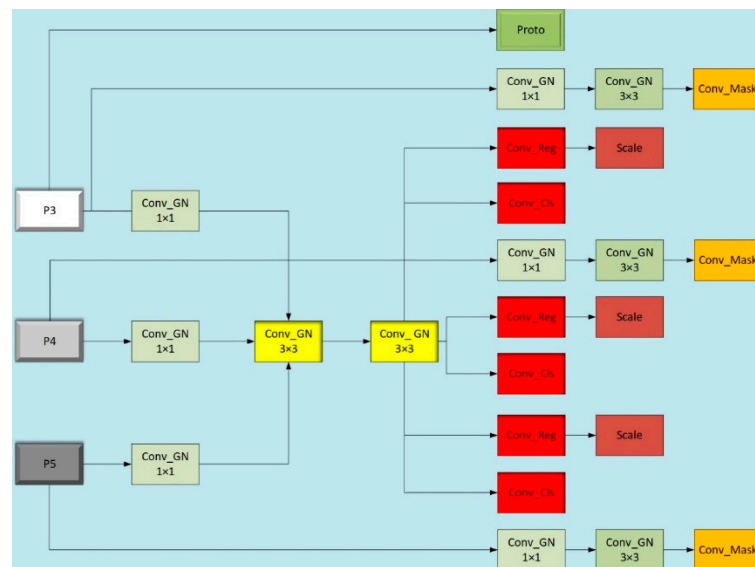 Proto
Conv_GN
1×1
Conv_GN
3×3
Conv_Mask
Conv_Reg
Scale
P3
Conv_GN
1×1
Conv_Cls
Conv_GN
1×1
Conv_GN
3×3
Conv_Mask
P4
Conv_GN
1×1
Conv_GN
3×3
Conv_GN
3×3
Conv_Reg
Scale
Conv_Cls
Conv_Reg
Scale
P5
Conv_GN
1×1
Conv_Cls
Conv_GN
1×1
Conv_GN
3×3
Conv_Mask